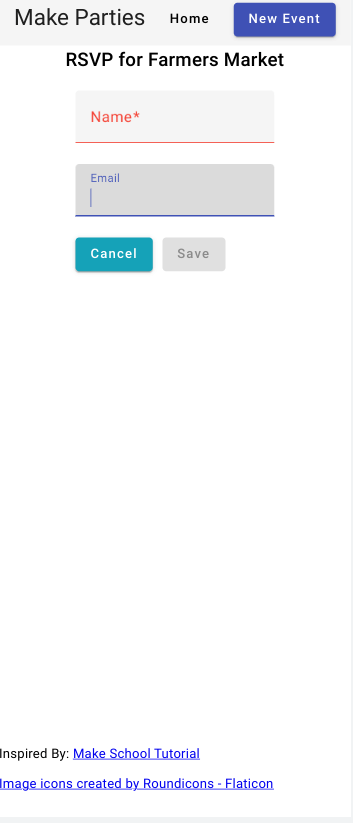 Make Parties Home New Event
RSVP for Farmers Market
Name*
Email
Cancel Save
Inspired By: Make School Tutorial
Image icons created by Roundicons - Flaticon